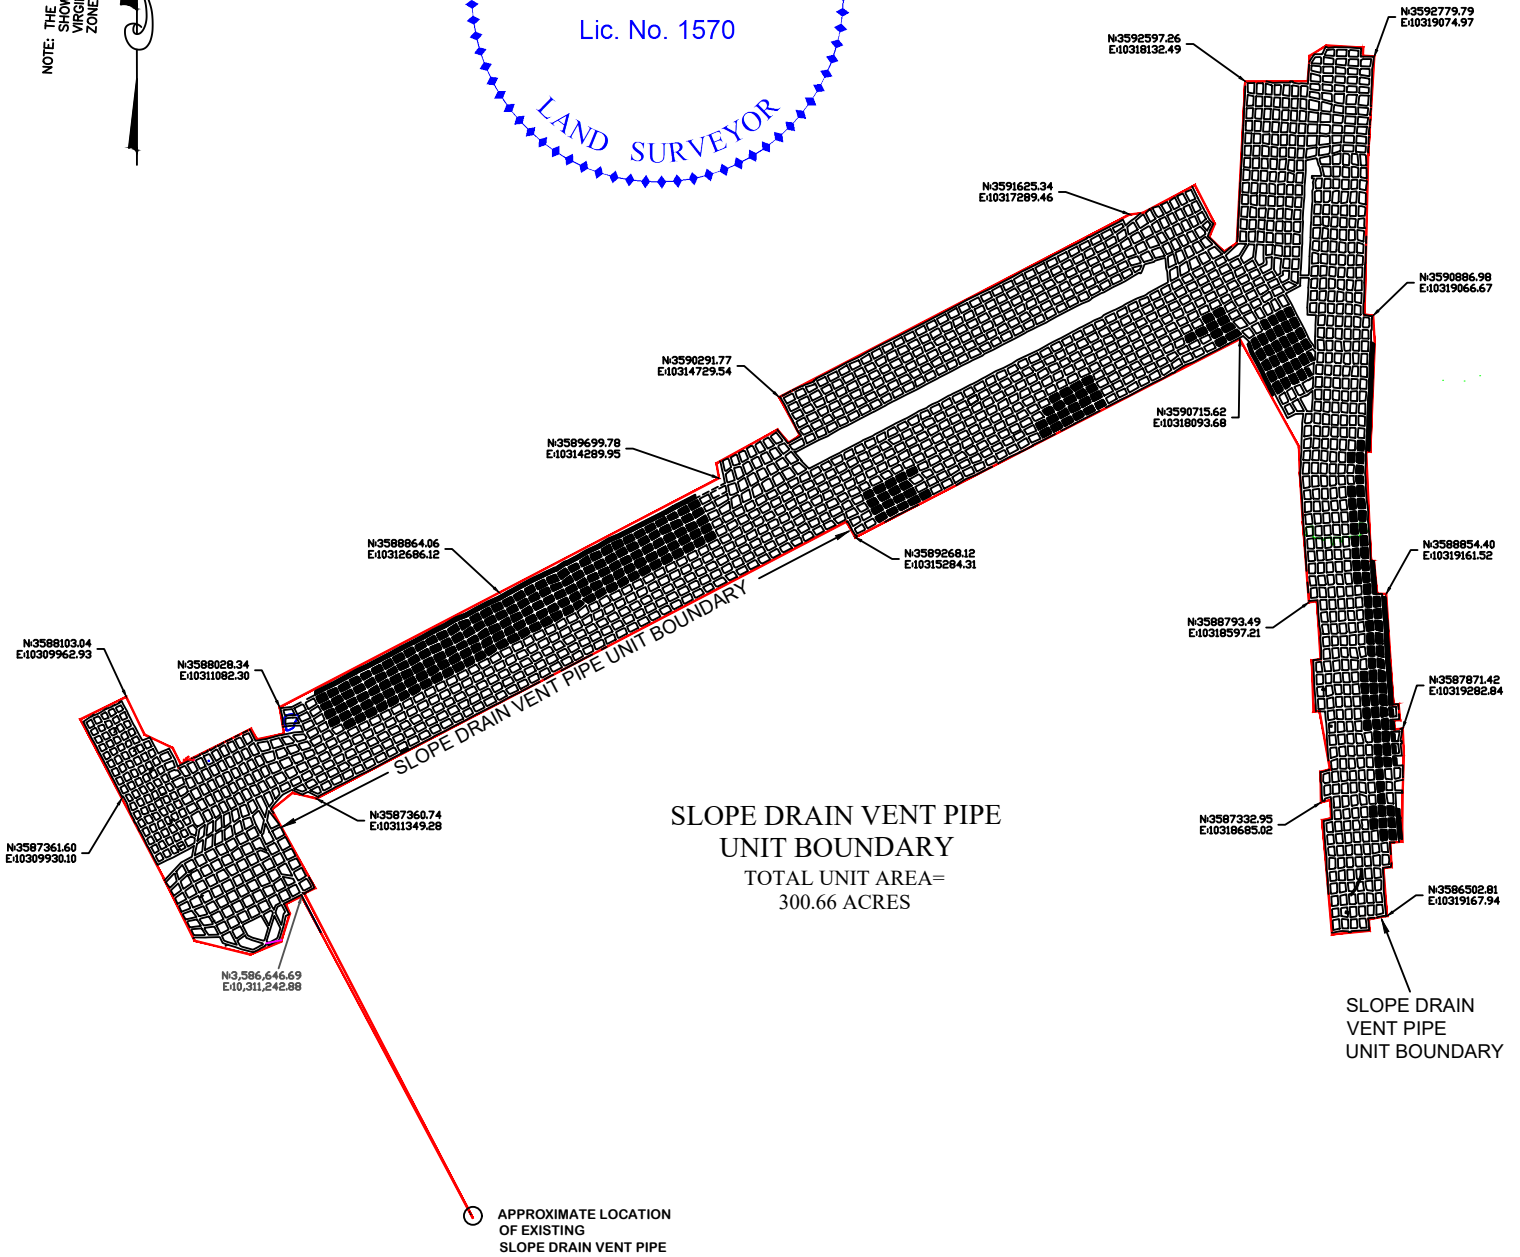 NOTE: THE
SHOW
VIRGI
ZONE
Lic. No. 1570
LAND SURVEYOR
N:3592779.79
E:10319074.97
N:3592597.26
E:10318132.49
N:3591625.34
E:10317289.46
N:3590886.98
E:10319066.67
N:3590291.77
E:10314729.54
N:3590715.62
E:10318093.68
N:3589699.78
E:10314289.95
N:3588864.06
E:10312686.12
N:3589268.12
E:10315284.31
N:3588854.40
E:10319161.52
N:3588793.49
E:10318597.21
SLOPE DRAIN VENT PIPE UNIT BOUNDARY
N:3588103.04
E:10309962.93
N:3588028.34
E:10311082.30
N:3587871.42
E:10319282.84
N:3587360.74
E:10311349.28
N:3587332.95
E:10318685.02
N:3587361.60
E:10309930.10
SLOPE DRAIN VENT PIPE
UNIT BOUNDARY
TOTAL UNIT AREA=
300.66 ACRES
N:3586502.81
E:10319167.94
N:3,586,646.69
E:10,311,242.88
SLOPE DRAIN
VENT PIPE
UNIT BOUNDARY
APPROXIMATE LOCATION
OF EXISTING
SLOPE DRAIN VENT PIPE